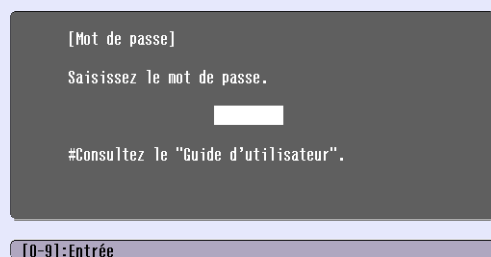 [Mot de passe]
Saisissez le mot de passe.
#Consultez le "Guide d'utilisateur".
[0-9]:Entrée